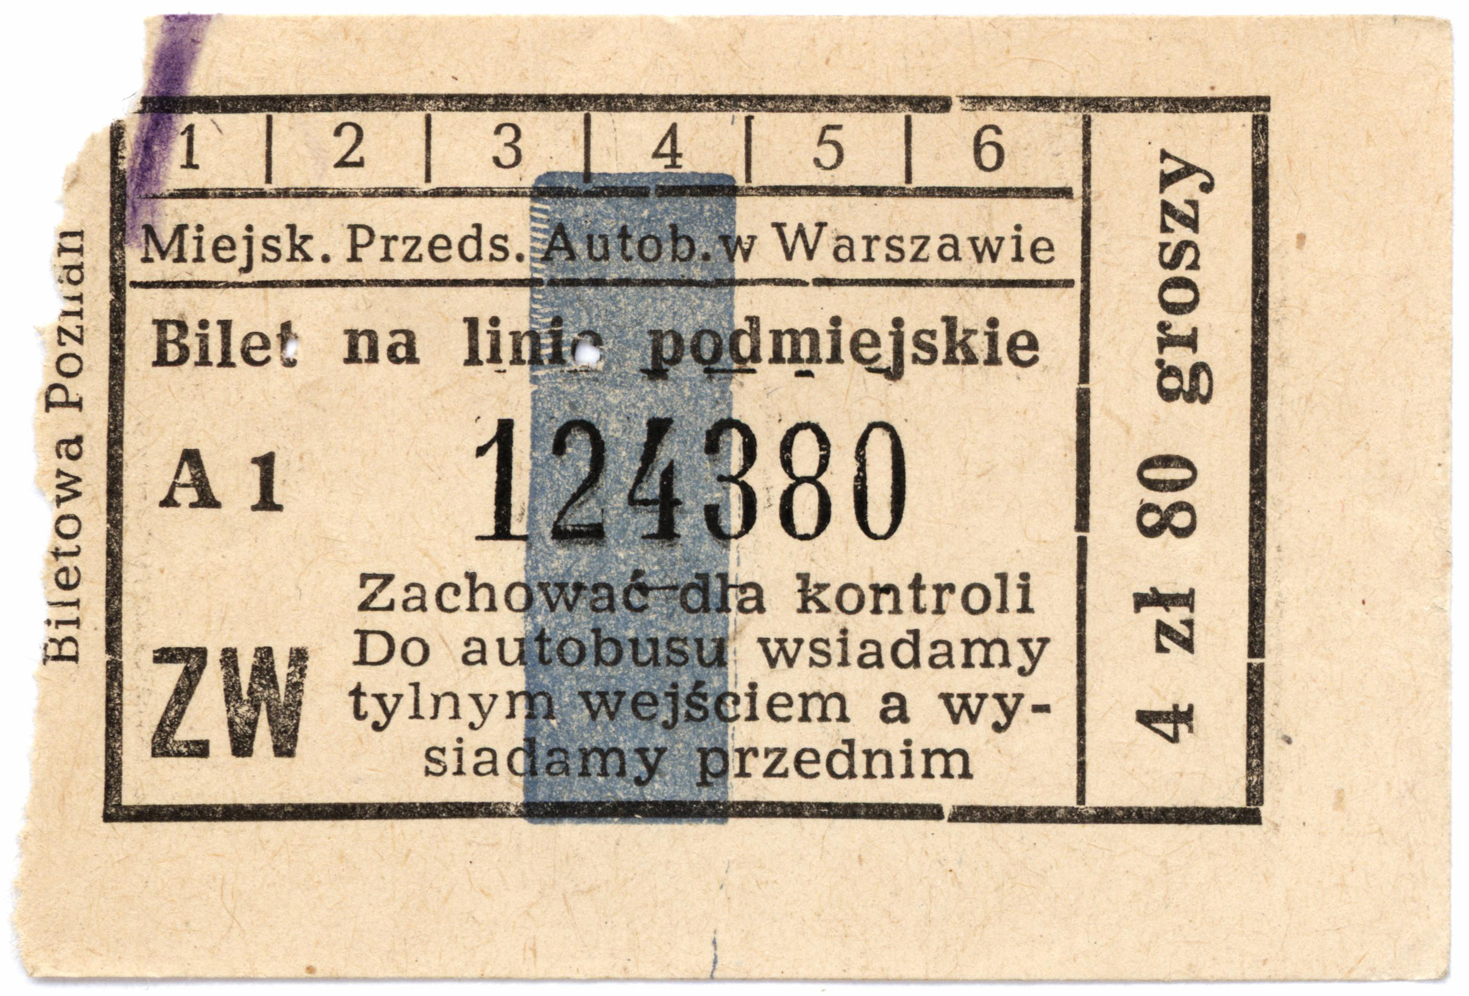 1 2 3 4 5 6
Miejsk. Przeds. Autob. w Warszawie
Bilet na linie podmiejskie
A 1 124380
Zachować dla kontroli
ZW
Do autobusu wsiadamy
tylnym wejściem a wy-
siadamy przednim
4 zł 80 groszy
Biletowa Poznań